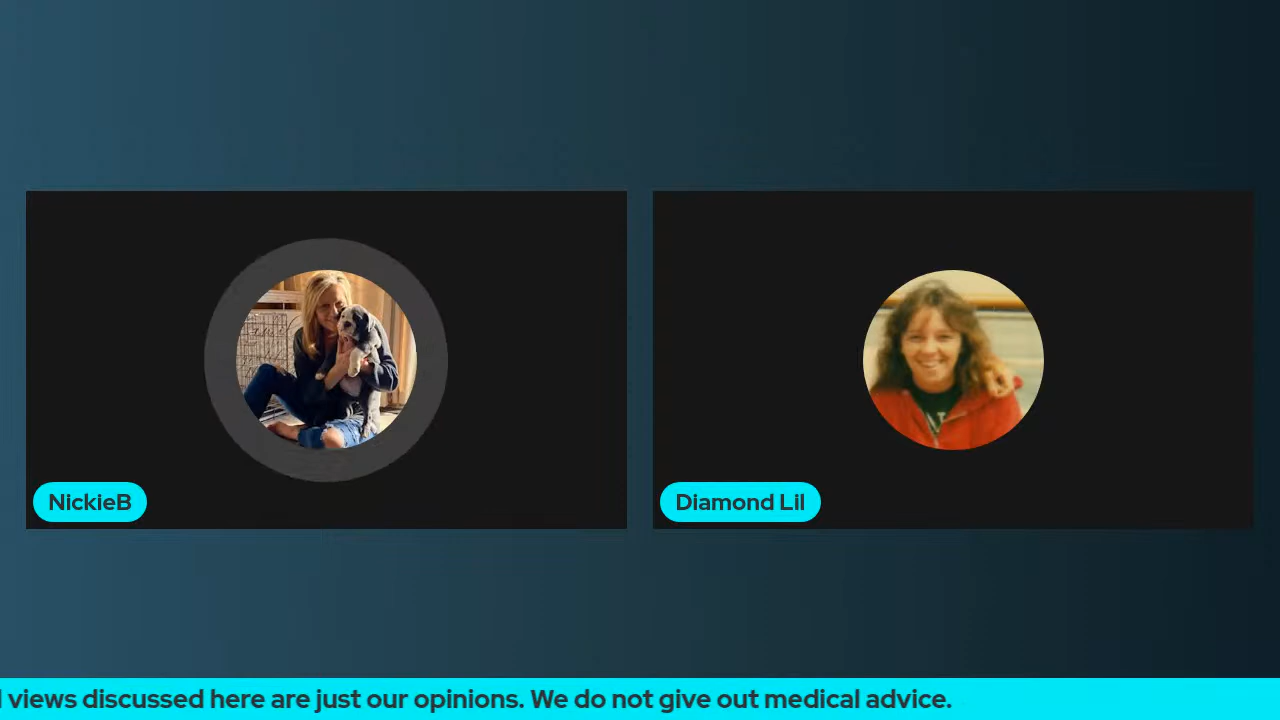 NickieB
Diamond Lil
views discussed here are just our opinions. We do not give out medical advice.